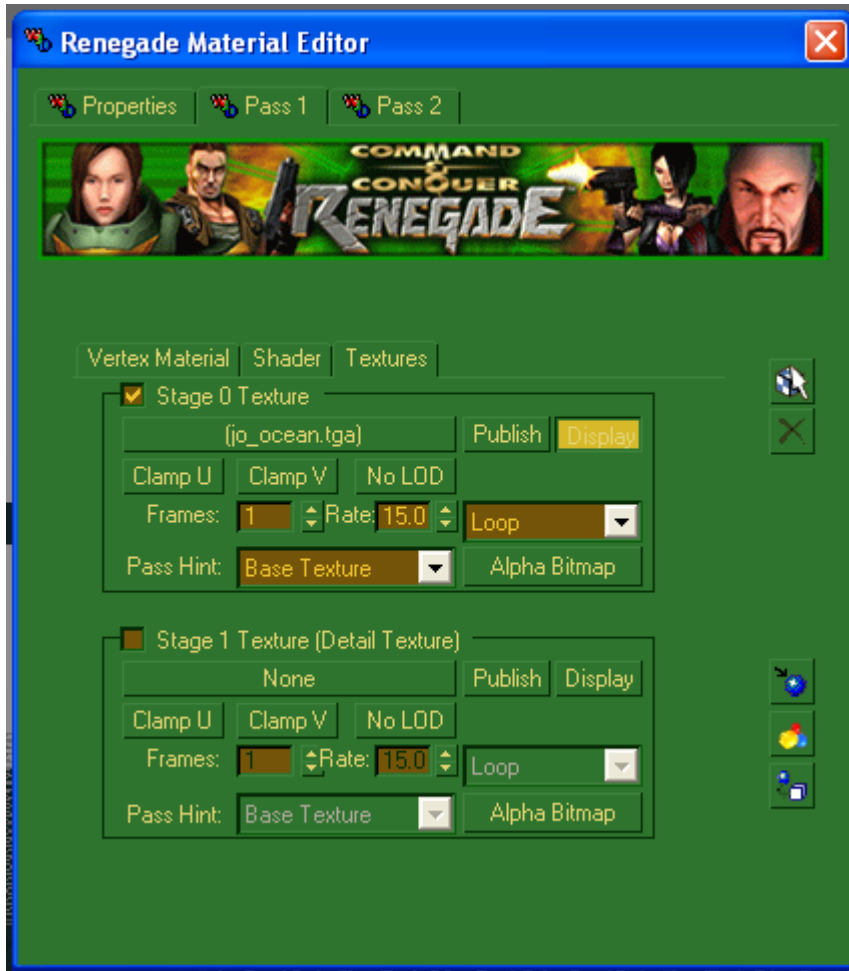 Renegade Material Editor
Properties Pass 1 Pass 2
COMMAND
&
CONQUER
RENEGADE
Vertex Material Shader Textures
Stage 0 Texture
(jo_ocean.tga) Publish Display
Clamp U Clamp V No LOD
Frames: 1 Rate: 15.0 Loop
Pass Hint: Base Texture Alpha Bitmap
Stage 1 Texture (Detail Texture)
None Publish Display
Clamp U Clamp V No LOD
Frames: 1 Rate: 15.0 Loop
Pass Hint: Base Texture Alpha Bitmap